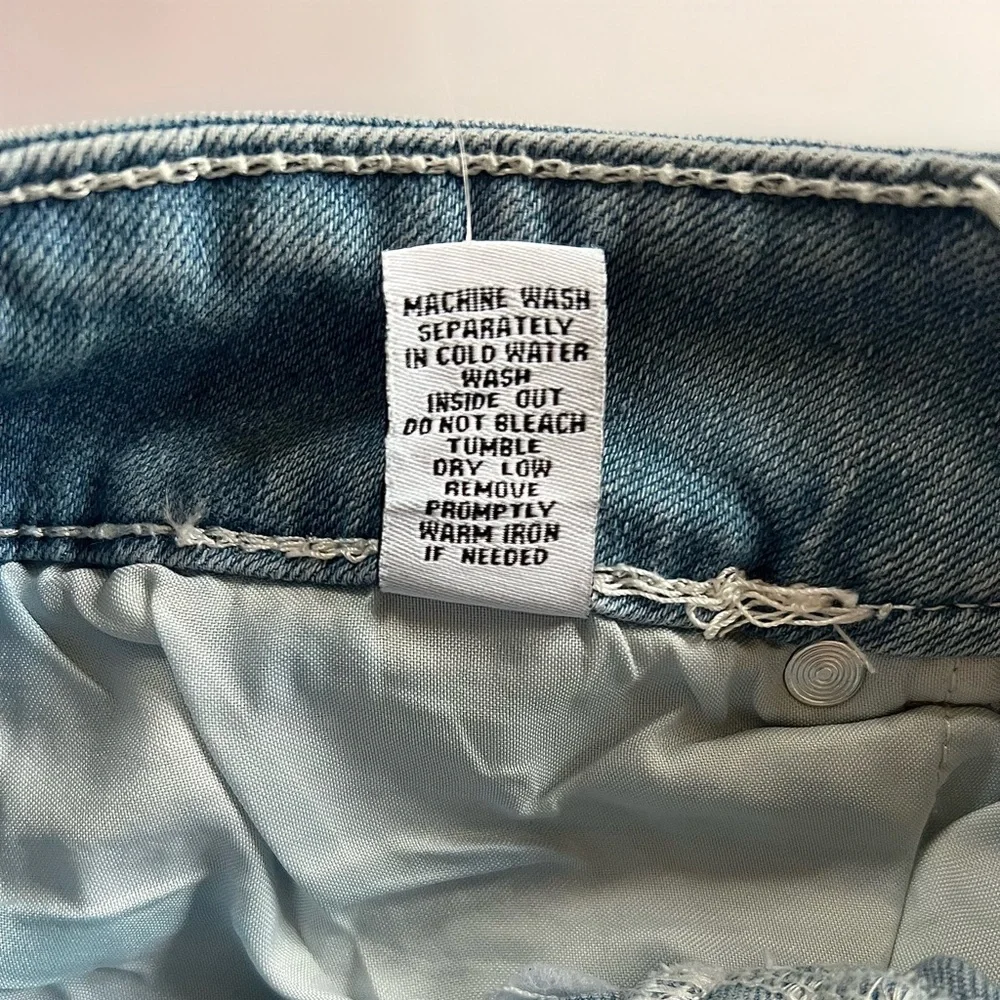 MACHINE WASH
SEPARATELY
IN COLD WATER
WASH
INSIDE OUT
DO NOT BLEACH
TUMBLE
DRY LOW
REMOVE
PROMPTLY
WARM IRON
IF NEEDED